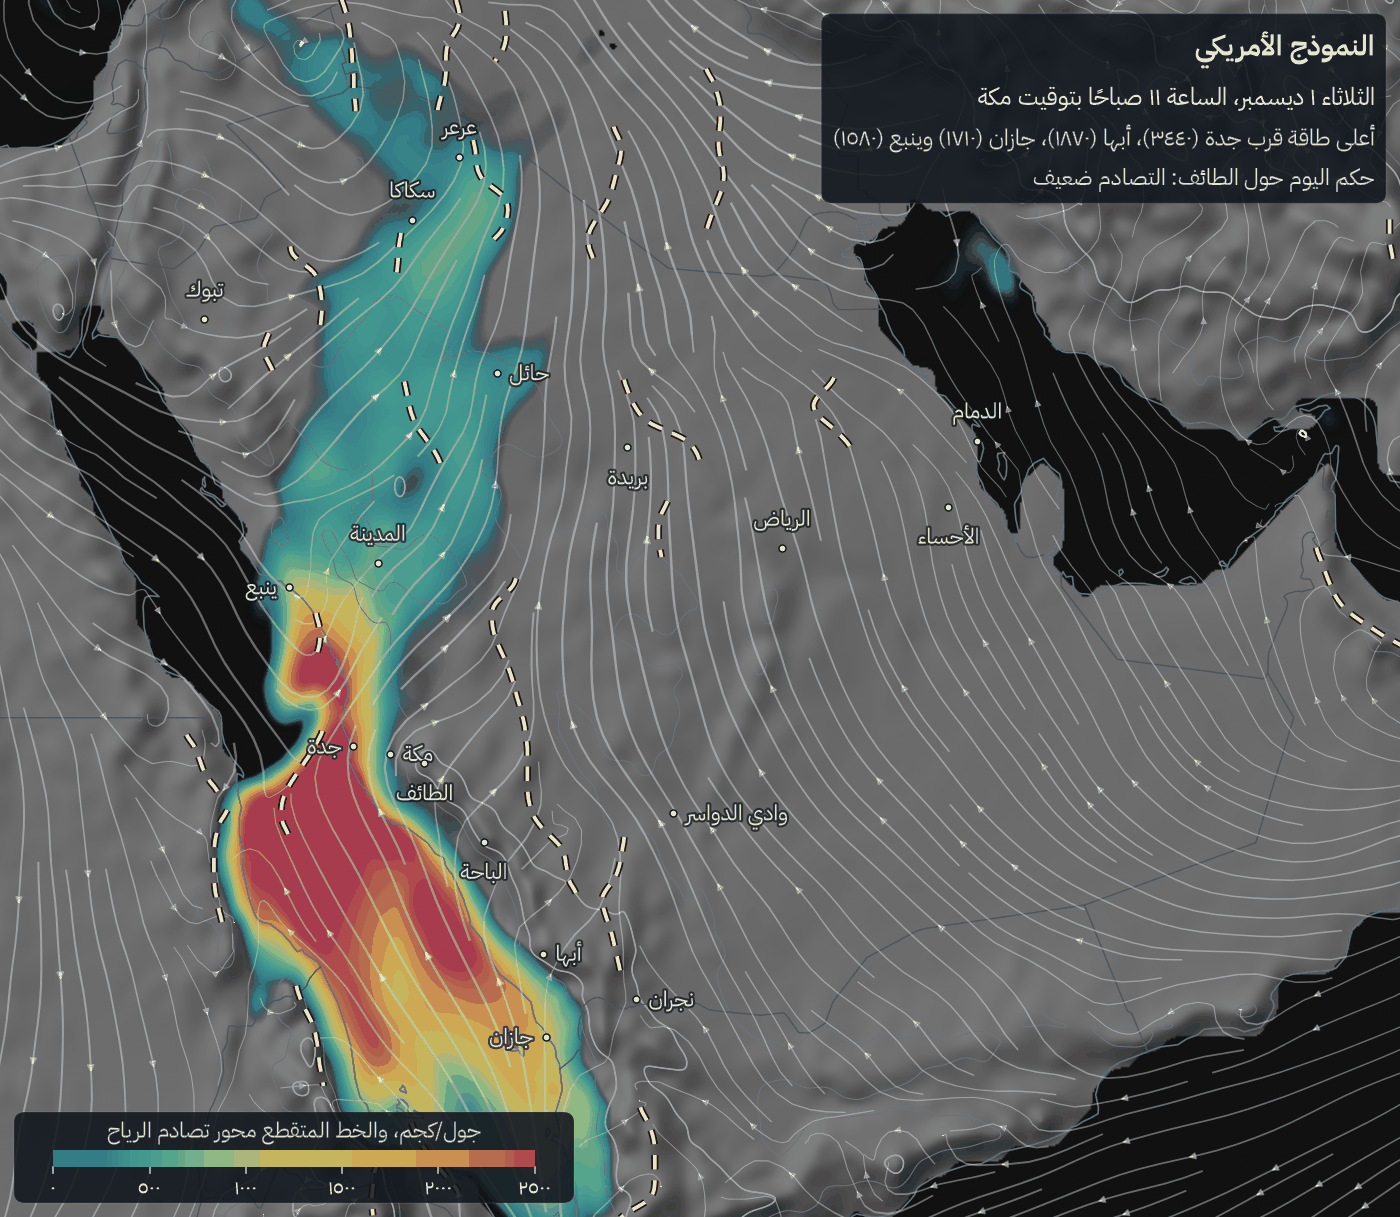 النموذج الأمريكي
الثلاثاء ١ ديسمبر، الساعة ١١ صباحًا بتوقيت مكة
أعلى طاقة قرب جدة (٣٤٤٠)، أبها (١٨٧٠)، جازان (١٧١٠) وينبع (١٥٨٠)
حكم اليوم حول الطائف: التصادم ضعيف
عرعر
سكاكا
تبوك
حائل
الدمام
بريدة
الرياض
الأحساء
المدينة
ينبع
جدة
مكة
الطائف
وادي الدواسر
الباحة
أبها
نجران
جازان
جول/كجم، والخط المتقطع محور تصادم الرياح
٠ ٥٠٠ ١٠٠٠ ١٥٠٠ ٢٠٠٠ ٢٥٠٠